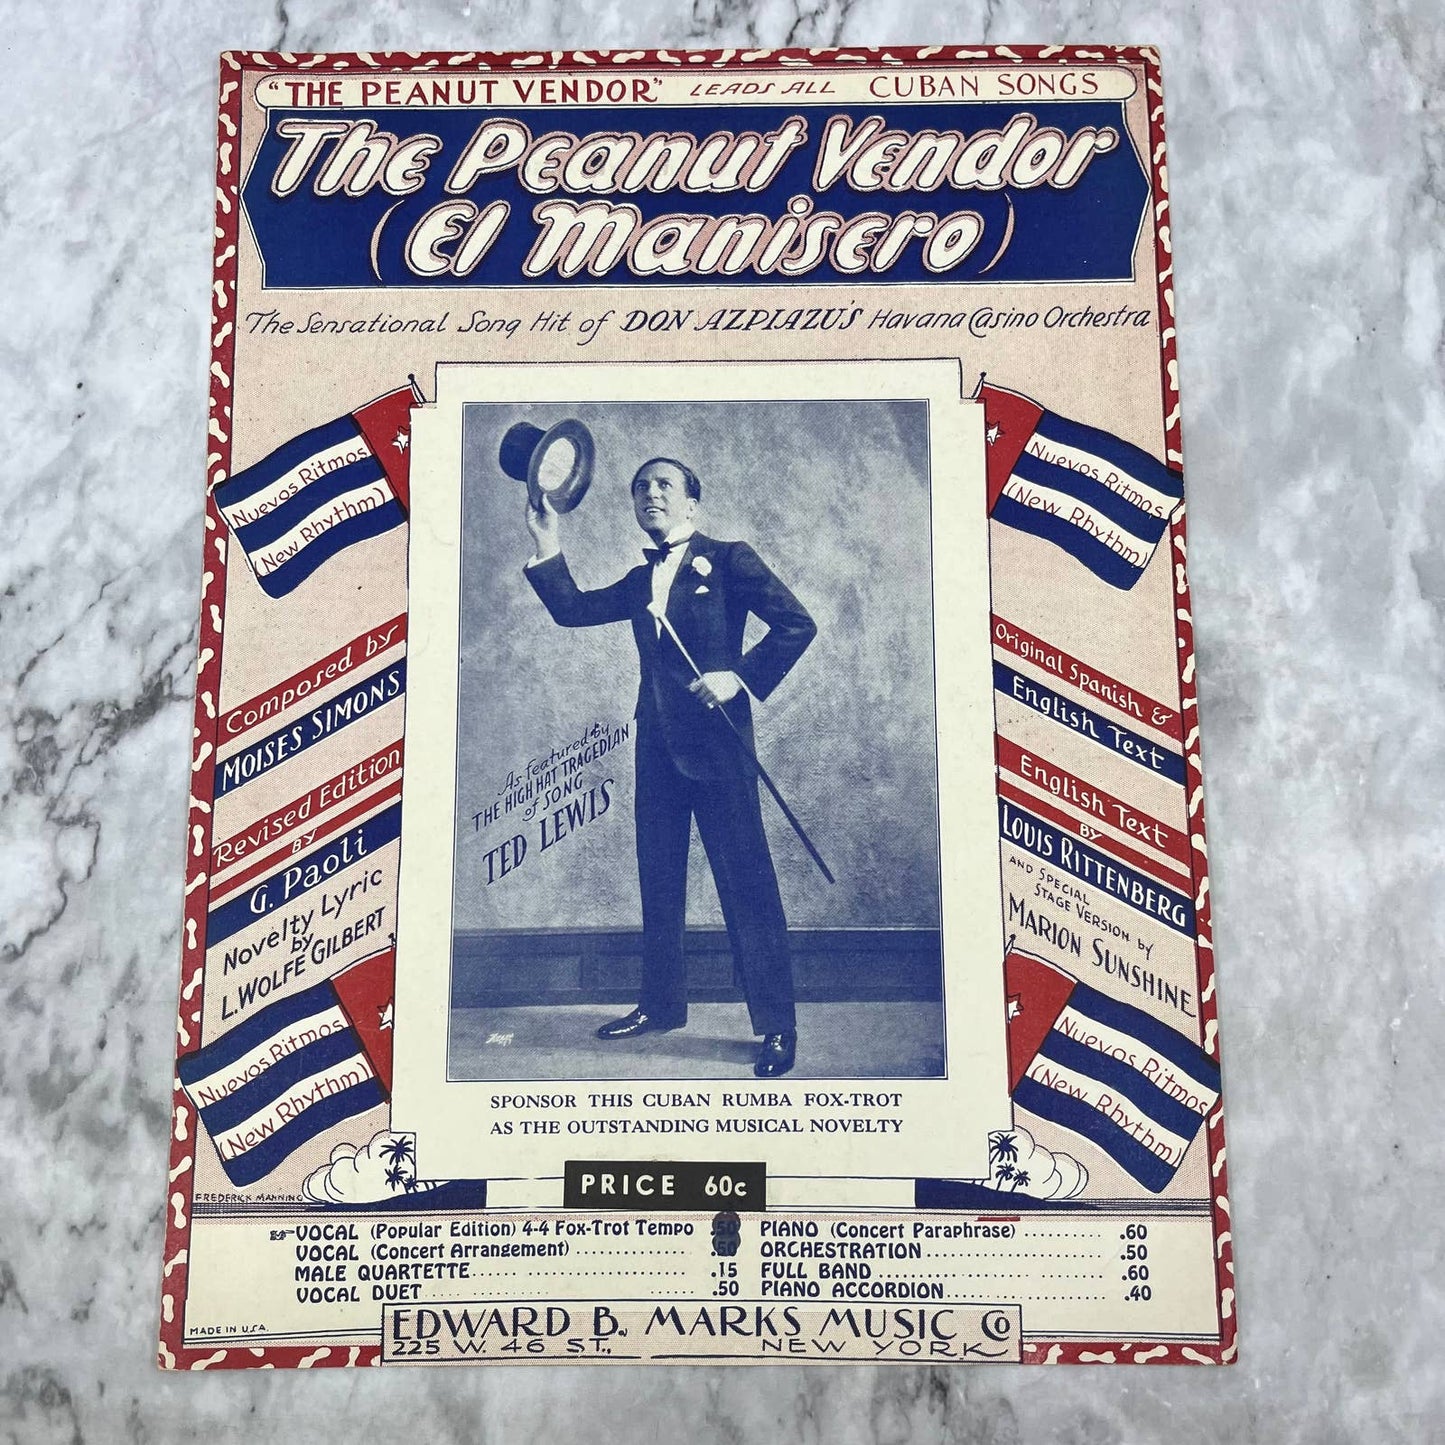 "THE PEANUT VENDOR" LEADS ALL CUBAN SONGS
The Peanut Vendor
(El Manisero)
The Sensational Song Hit of DON AZPIAZU'S Havana Casino Orchestra
Nuevos Ritmos
(New Rhythm)
Nuevos Ritmos
(New Rhythm)
Composed by
MOISES SIMONS
Revised Edition
BY
G. Paoli
Novelty Lyric
by
L. WOLFE GILBERT
As featured by
THE HIGH HAT TRAGEDIAN
of SONG
TED LEWIS
Original Spanish &
English Text
English Text
BY
LOUIS RITTENBERG
AND SPECIAL
STAGE VERSION by
MARION SUNSHINE
Nuevos Ritmos
(New Rhythm)
Nuevos Ritmos
(New Rhythm)
SPONSOR THIS CUBAN RUMBA FOX-TROT
AS THE OUTSTANDING MUSICAL NOVELTY
PRICE 60c
FREDERICK MANNING
VOCAL (Popular Edition) 4-4 Fox-Trot Tempo .50
VOCAL (Concert Arrangement) .............. .60
MALE QUARTETTE...... ...................... ...... .15
VOCAL DUET .... .................. ...... .50
PIANO (Concert Paraphrase) .......... .60
ORCHESTRATION......................... .50
FULL BAND .......... .......... ........ .60
PIANO ACCORDION..................... .40
MADE IN U.S.A.
EDWARD B. MARKS MUSIC Co
225 W. 46 ST., NEW YORK